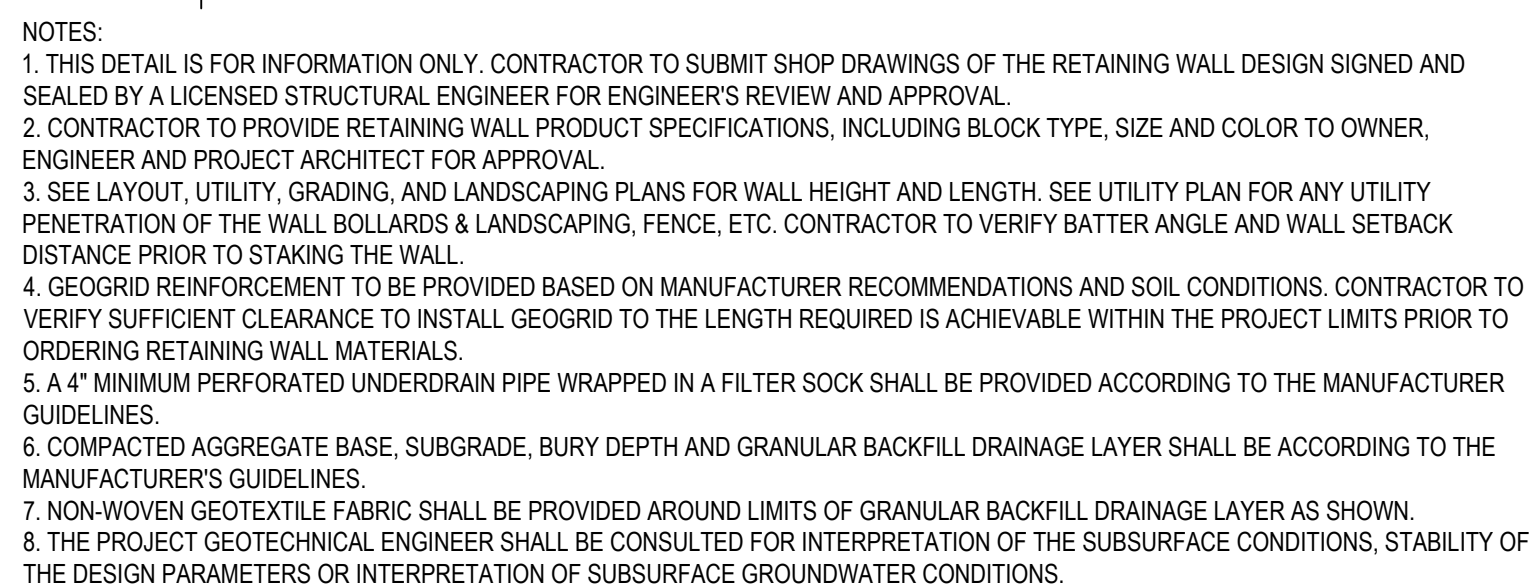 NOTES:
1. THIS DETAIL IS FOR INFORMATION ONLY. CONTRACTOR TO SUBMIT SHOP DRAWINGS OF THE RETAINING WALL DESIGN SIGNED AND
SEALED BY A LICENSED STRUCTURAL ENGINEER FOR ENGINEER'S REVIEW AND APPROVAL.
2. CONTRACTOR TO PROVIDE RETAINING WALL PRODUCT SPECIFICATIONS, INCLUDING BLOCK TYPE, SIZE AND COLOR TO OWNER,
ENGINEER AND PROJECT ARCHITECT FOR APPROVAL.
3. SEE LAYOUT, UTILITY, GRADING, AND LANDSCAPING PLANS FOR WALL HEIGHT AND LENGTH. SEE UTILITY PLAN FOR ANY UTILITY
PENETRATION OF THE WALL BOLLARDS & LANDSCAPING, FENCE, ETC. CONTRACTOR TO VERIFY BATTER ANGLE AND WALL SETBACK
DISTANCE PRIOR TO STAKING THE WALL.
4. GEOGRID REINFORCEMENT TO BE PROVIDED BASED ON MANUFACTURER RECOMMENDATIONS AND SOIL CONDITIONS. CONTRACTOR TO
VERIFY SUFFICIENT CLEARANCE TO INSTALL GEOGRID TO THE LENGTH REQUIRED IS ACHIEVABLE WITHIN THE PROJECT LIMITS PRIOR TO
ORDERING RETAINING WALL MATERIALS.
5. A 4" MINIMUM PERFORATED UNDERDRAIN PIPE WRAPPED IN A FILTER SOCK SHALL BE PROVIDED ACCORDING TO THE MANUFACTURER
GUIDELINES.
6. COMPACTED AGGREGATE BASE, SUBGRADE, BURY DEPTH AND GRANULAR BACKFILL DRAINAGE LAYER SHALL BE ACCORDING TO THE
MANUFACTURER'S GUIDELINES.
7. NON-WOVEN GEOTEXTILE FABRIC SHALL BE PROVIDED AROUND LIMITS OF GRANULAR BACKFILL DRAINAGE LAYER AS SHOWN.
8. THE PROJECT GEOTECHNICAL ENGINEER SHALL BE CONSULTED FOR INTERPRETATION OF THE SUBSURFACE CONDITIONS, STABILITY OF
THE DESIGN PARAMETERS OR INTERPRETATION OF SUBSURFACE GROUNDWATER CONDITIONS.